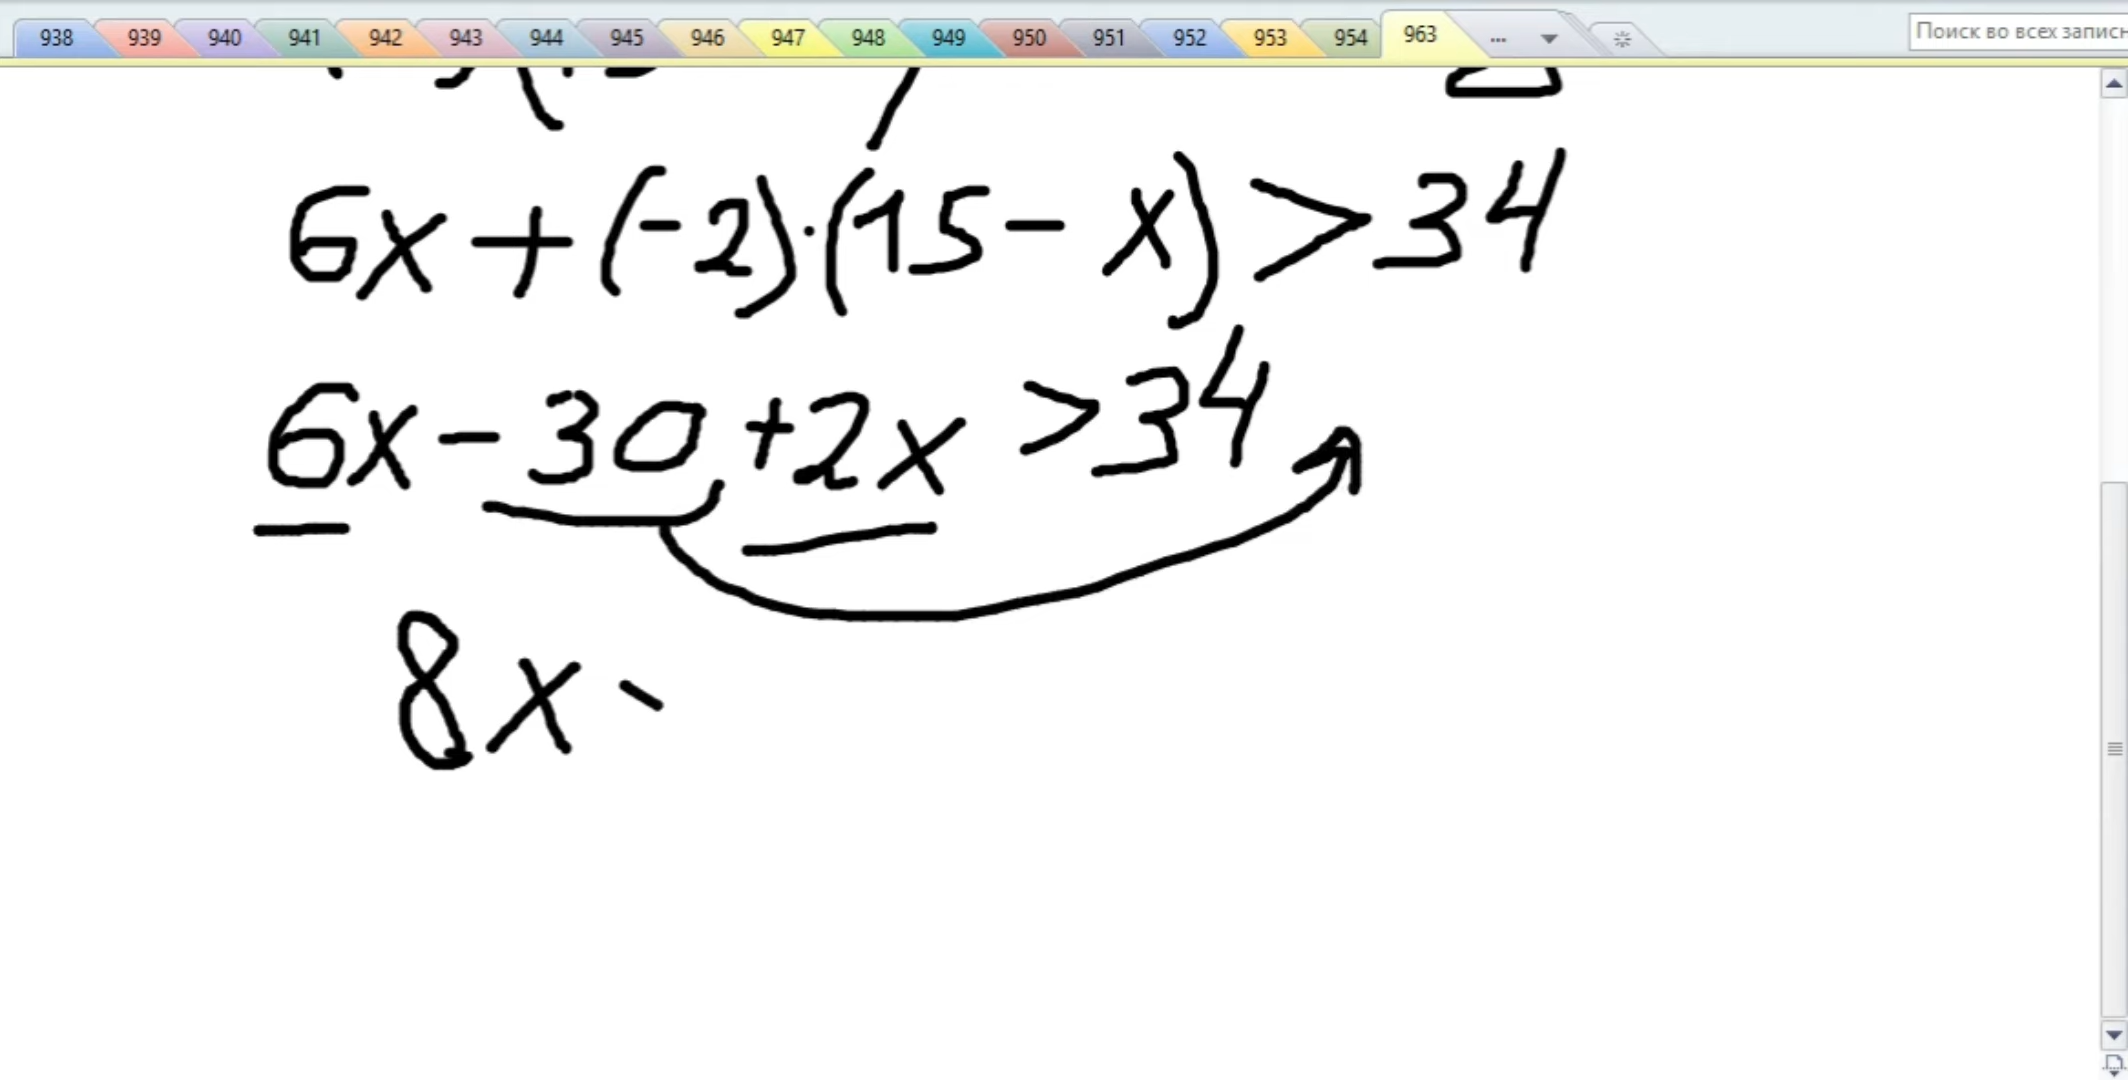 938 939 940 941 942 943 944 945 946 947 948 949 950 951 952 953 954 963 ...
Поиск во всех
6x+(-2)·(15-x)>34
6x-30+2x>34
8x